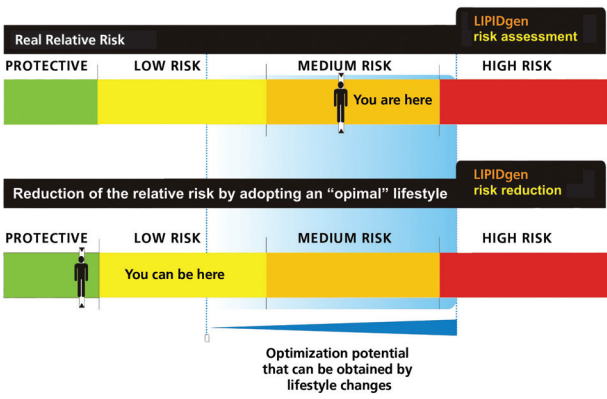 LIPIDgen
risk assessment
Real Relative Risk
PROTECTIVE LOW RISK MEDIUM RISK HIGH RISK
You are here
LIPIDgen
risk reduction
Reduction of the relative risk by adopting an “opimal” lifestyle
PROTECTIVE LOW RISK MEDIUM RISK HIGH RISK
You can be here
Optimization potential
that can be obtained by
lifestyle changes